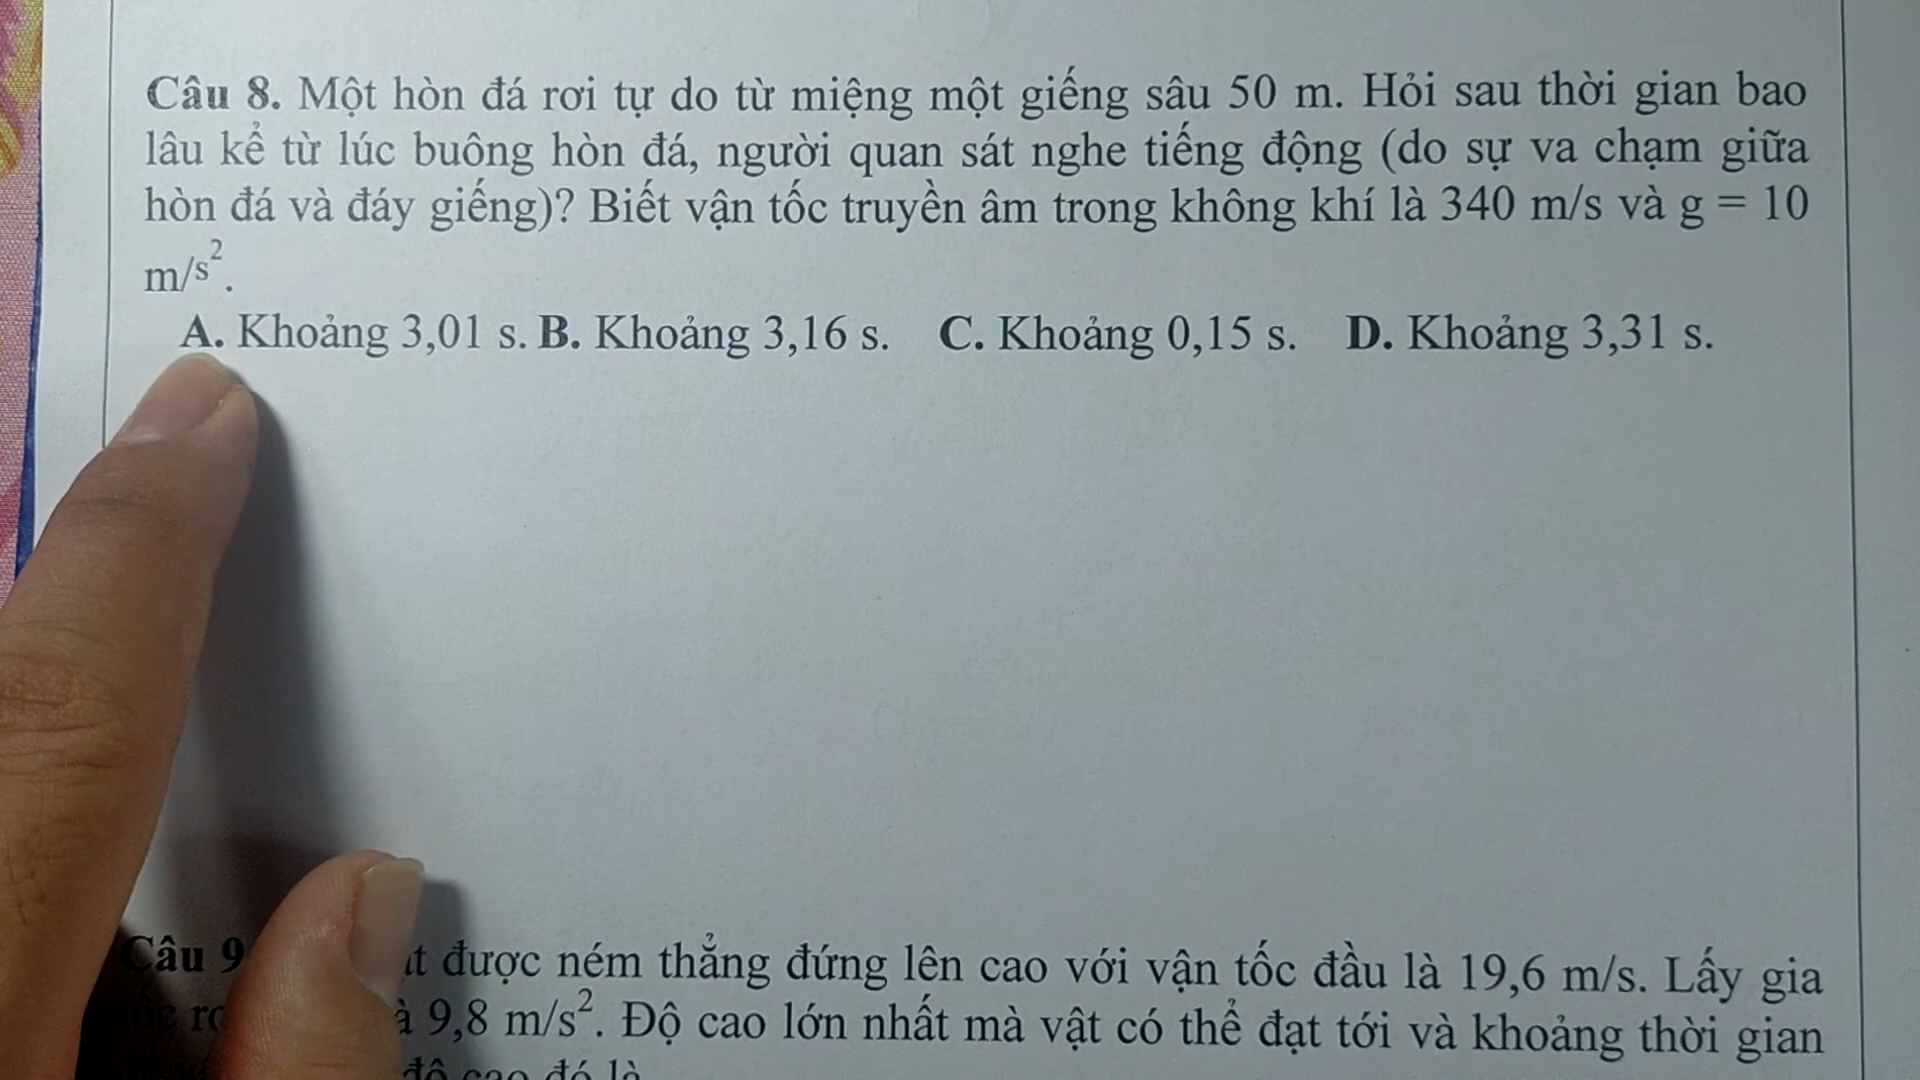 Câu 8. Một hòn đá rơi tự do từ miệng một giếng sâu 50 m. Hỏi sau thời gian bao
lâu kể từ lúc buông hòn đá, người quan sát nghe tiếng động (do sự va chạm giữa
hòn đá và đáy giếng)? Biết vận tốc truyền âm trong không khí là 340 m/s và g = 10
m/s².
A. Khoảng 3,01 s. B. Khoảng 3,16 s. C. Khoảng 0,15 s. D. Khoảng 3,31 s.
Câu 9 được ném thẳng đứng lên cao với vận tốc đầu là 19,6 m/s. Lấy gia
9,8 m/s². Độ cao lớn nhất mà vật có thể đạt tới và khoảng thời gian
độ cao đó là